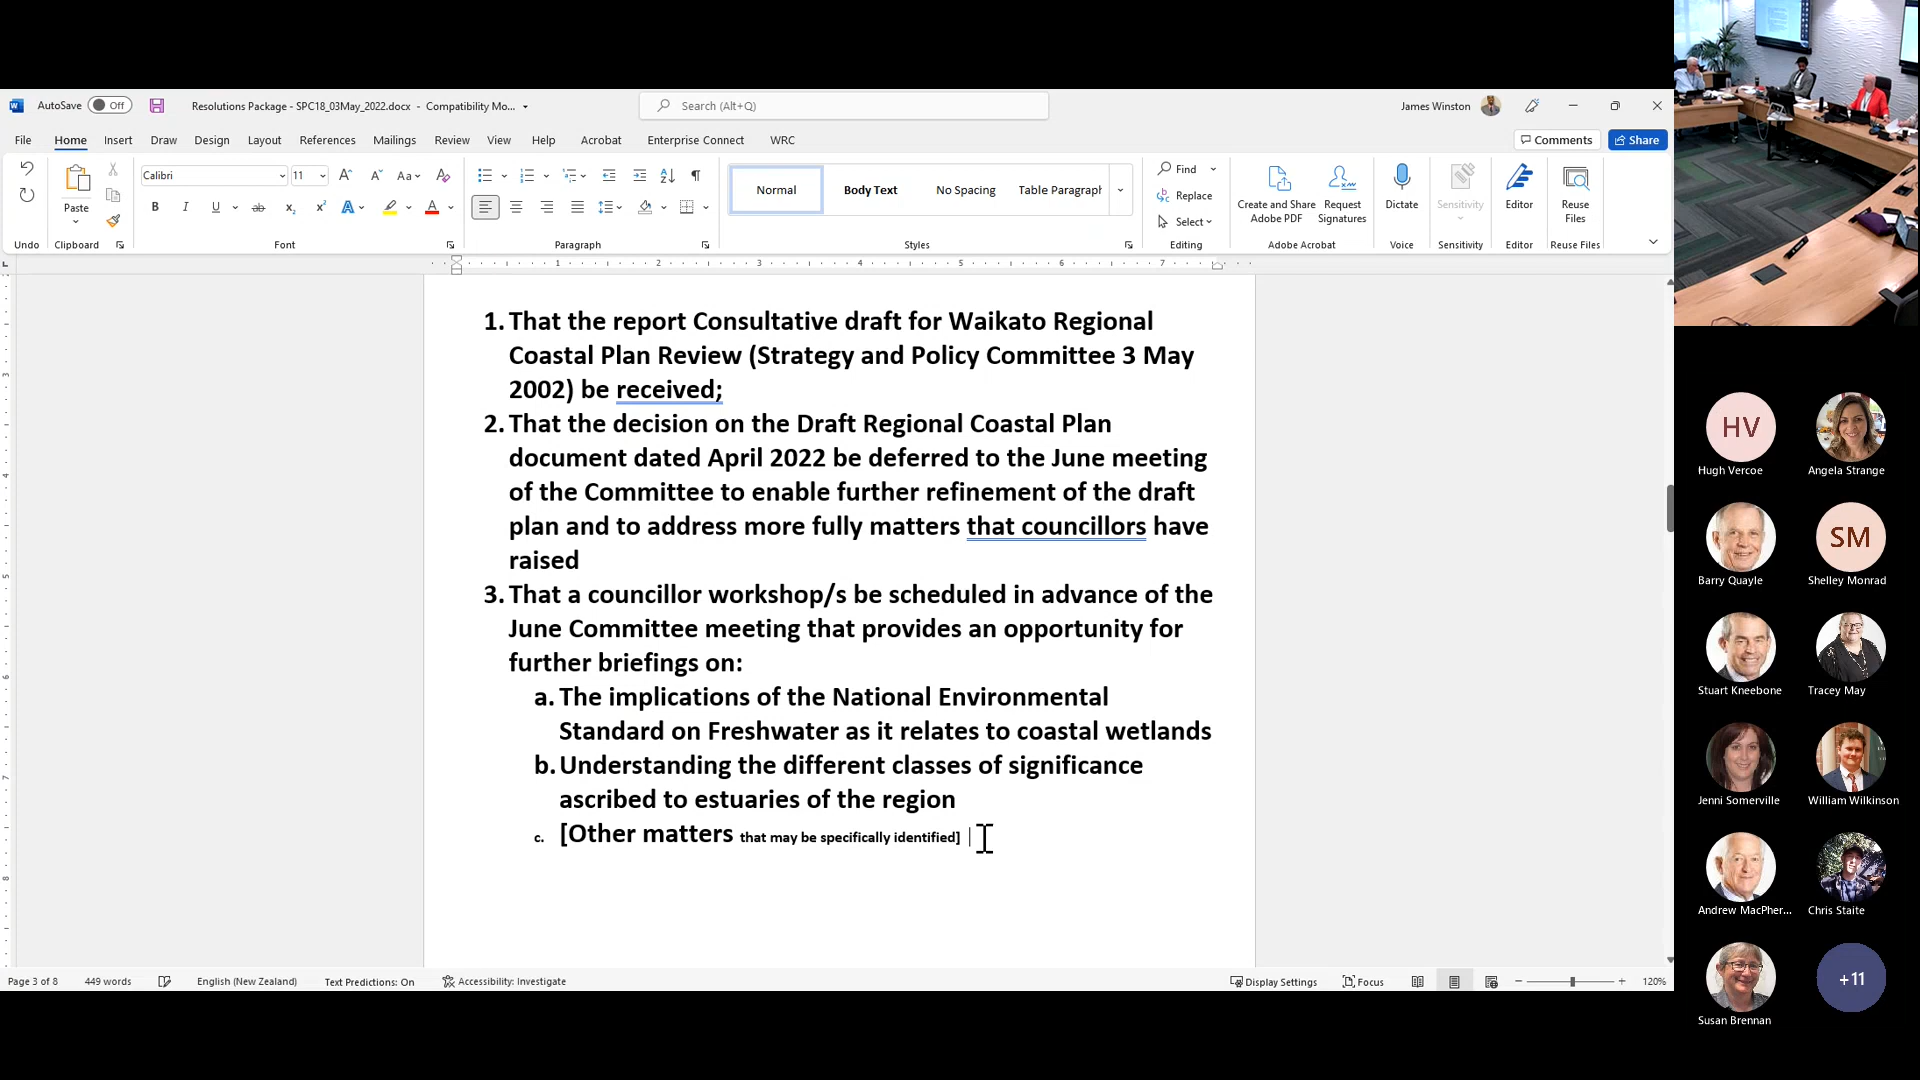 AutoSave Off
Resolutions Package - SPC18_03May_2022.docx - Compatibility Mo...
Search (Alt+Q)
James Winston
File Home Insert Draw Design Layout References Mailings Review View Help Acrobat Enterprise Connect WRC
Comments
Share
Paste
Calibri 11
Normal
Body Text
No Spacing
Table Paragraph
Find
Replace
Select
Create and Share
Adobe PDF
Request
Signatures
Dictate
Sensitivity
Editor
Reuse
Files
Undo Clipboard Font Paragraph Styles Editing Adobe Acrobat Voice Sensitivity Editor Reuse Files
1 2 3 4 5 6 7
1. That the report Consultative draft for Waikato Regional
Coastal Plan Review (Strategy and Policy Committee 3 May
2002) be received;
2. That the decision on the Draft Regional Coastal Plan
document dated April 2022 be deferred to the June meeting
of the Committee to enable further refinement of the draft
plan and to address more fully matters that councillors have
raised
3. That a councillor workshop/s be scheduled in advance of the
June Committee meeting that provides an opportunity for
further briefings on:
a. The implications of the National Environmental
Standard on Freshwater as it relates to coastal wetlands
b. Understanding the different classes of significance
ascribed to estuaries of the region
c. [Other matters that may be specifically identified]
Page 3 of 8 449 words English (New Zealand) Text Predictions: On Accessibility: Investigate Display Settings Focus 120%
HV
Hugh Vercoe
Angela Strange
Barry Quayle
SM
Shelley Monrad
Stuart Kneebone
Tracey May
Jenni Somerville
William Wilkinson
Andrew MacPher...
Chris Staite
Susan Brennan
+11